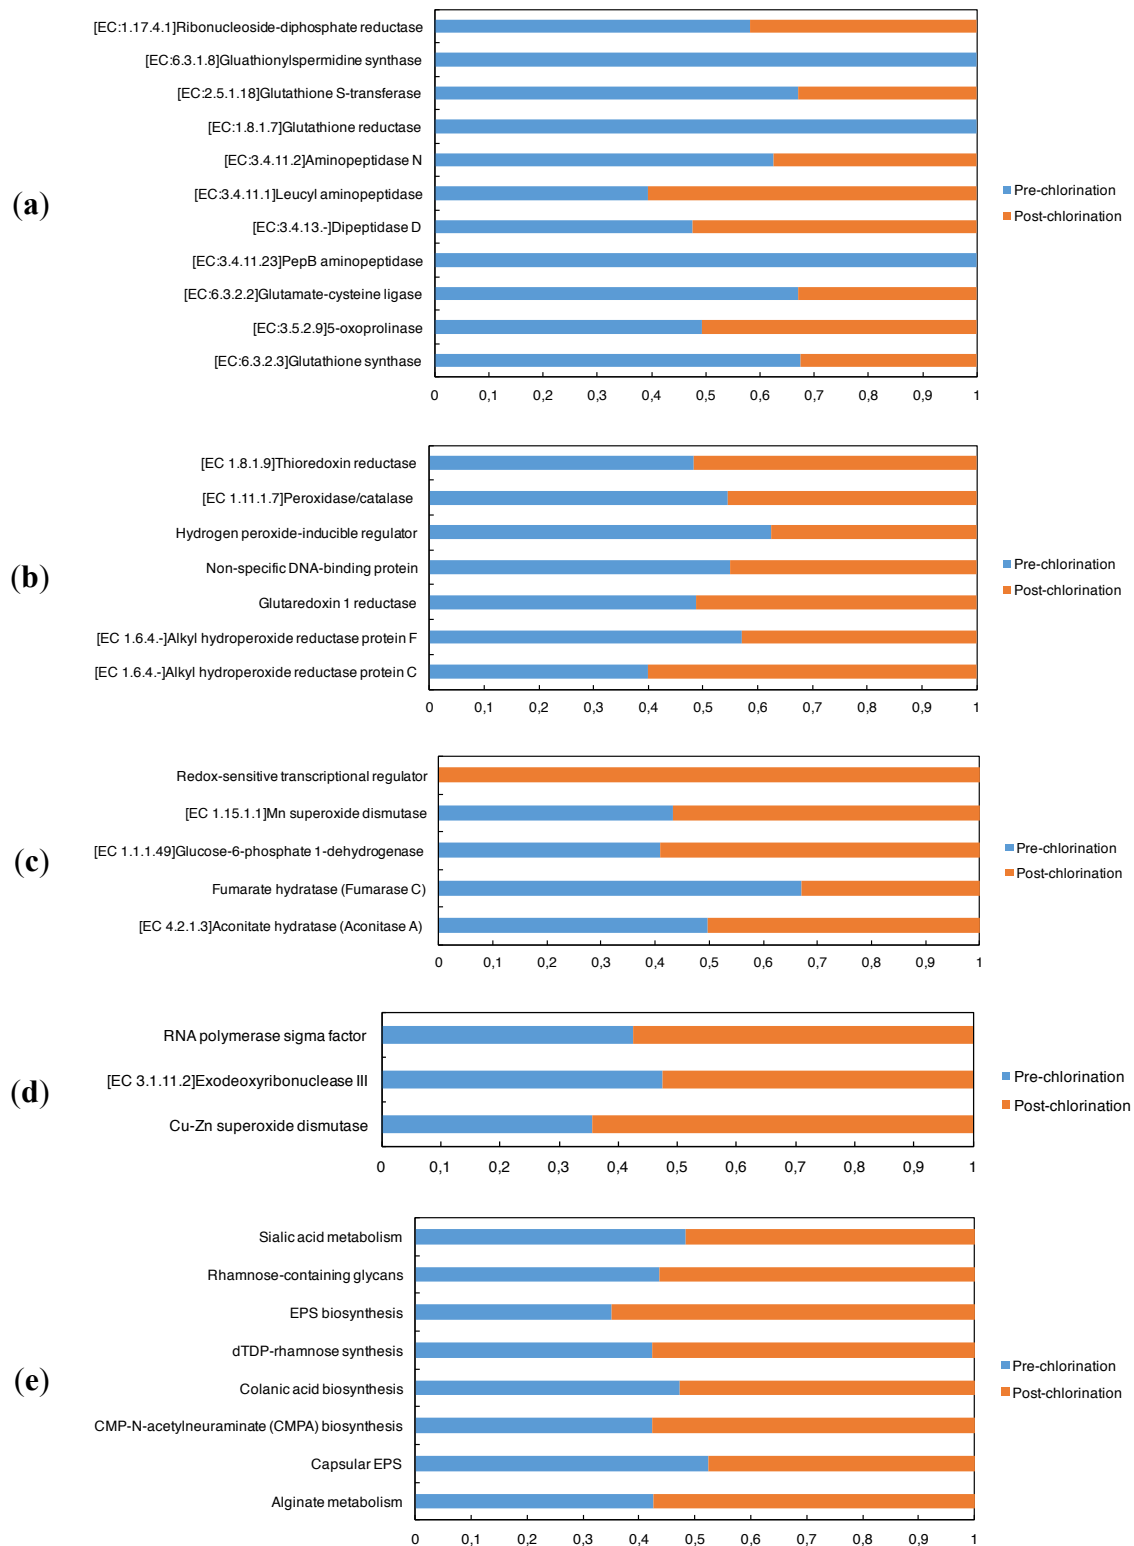 (a)
[EC:1.17.4.1]Ribonucleoside-diphosphate reductase
[EC:6.3.1.8]Gluathionylspermidine synthase
[EC:2.5.1.18]Glutathione S-transferase
[EC:1.8.1.7]Glutathione reductase
[EC:3.4.11.2]Aminopeptidase N
[EC:3.4.11.1]Leucyl aminopeptidase
[EC:3.4.13.-]Dipeptidase D
[EC:3.4.11.23]PepB aminopeptidase
[EC:6.3.2.2]Glutamate-cysteine ligase
[EC:3.5.2.9]5-oxoprolinase
[EC:6.3.2.3]Glutathione synthase
0 0,1 0,2 0,3 0,4 0,5 0,6 0,7 0,8 0,9 1
Pre-chlorination
Post-chlorination
(b)
[EC 1.8.1.9]Thioredoxin reductase
[EC 1.11.1.7]Peroxidase/catalase
Hydrogen peroxide-inducible regulator
Non-specific DNA-binding protein
Glutaredoxin 1 reductase
[EC 1.6.4.-]Alkyl hydroperoxide reductase protein F
[EC 1.6.4.-]Alkyl hydroperoxide reductase protein C
0 0,1 0,2 0,3 0,4 0,5 0,6 0,7 0,8 0,9 1
Pre-chlorination
Post-chlorination
(c)
Redox-sensitive transcriptional regulator
[EC 1.15.1.1]Mn superoxide dismutase
[EC 1.1.1.49]Glucose-6-phosphate 1-dehydrogenase
Fumarate hydratase (Fumarase C)
[EC 4.2.1.3]Aconitate hydratase (Aconitase A)
0 0,1 0,2 0,3 0,4 0,5 0,6 0,7 0,8 0,9 1
Pre-chlorination
Post-chlorination
(d)
RNA polymerase sigma factor
[EC 3.1.11.2]Exodeoxyribonuclease III
Cu-Zn superoxide dismutase
0 0,1 0,2 0,3 0,4 0,5 0,6 0,7 0,8 0,9 1
Pre-chlorination
Post-chlorination
(e)
Sialic acid metabolism
Rhamnose-containing glycans
EPS biosynthesis
dTDP-rhamnose synthesis
Colanic acid biosynthesis
CMP-N-acetylneuraminate (CMPA) biosynthesis
Capsular EPS
Alginate metabolism
0 0,1 0,2 0,3 0,4 0,5 0,6 0,7 0,8 0,9 1
Pre-chlorination
Post-chlorination